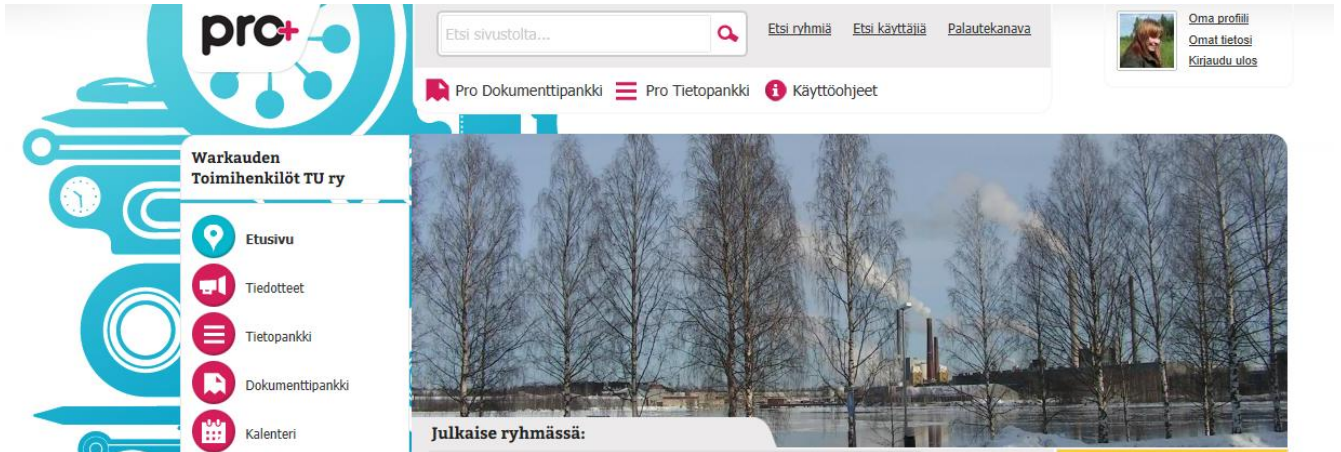 pro+
Etsi sivustolta...
Etsi ryhmiä Etsi käyttäjiä Palautekanava
Oma profiili
Omat tietosi
Kirjaudu ulos
Pro Dokumenttipankki Pro Tietopankki Käyttöohjeet
Warkauden
Toimihenkilöt TU ry
Etusivu
Tiedotteet
Tietopankki
Dokumenttipankki
Kalenteri
Julkaise ryhmässä: